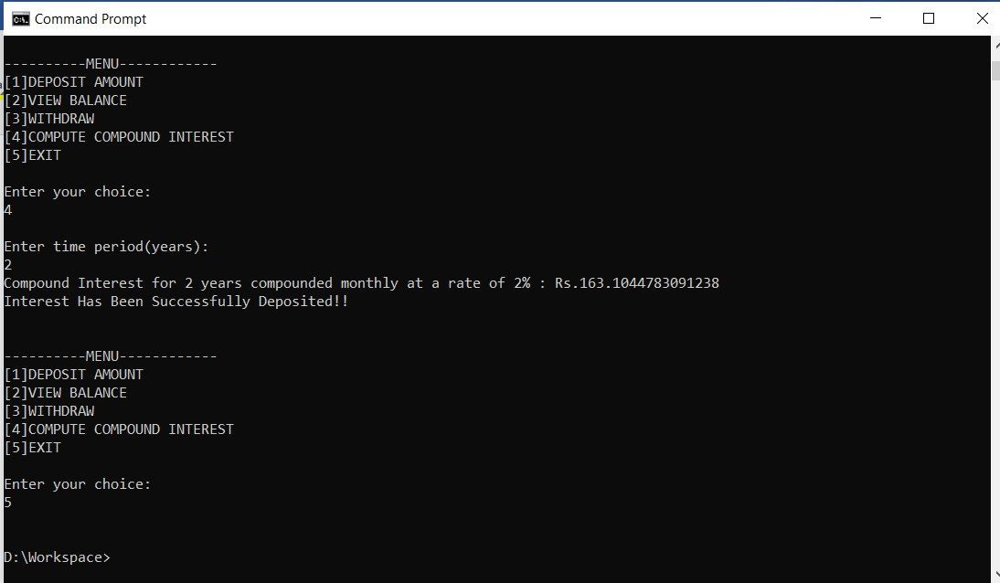 Command Prompt
----------MENU------------
[1]DEPOSIT AMOUNT
[2]VIEW BALANCE
[3]WITHDRAW
[4]COMPUTE COMPOUND INTEREST
[5]EXIT
Enter your choice:
4
Enter time period(years):
2
Compound Interest for 2 years compounded monthly at a rate of 2% : Rs.163.1044783091238
Interest Has Been Successfully Deposited!!
----------MENU------------
[1]DEPOSIT AMOUNT
[2]VIEW BALANCE
[3]WITHDRAW
[4]COMPUTE COMPOUND INTEREST
[5]EXIT
Enter your choice:
5
D:\Workspace>